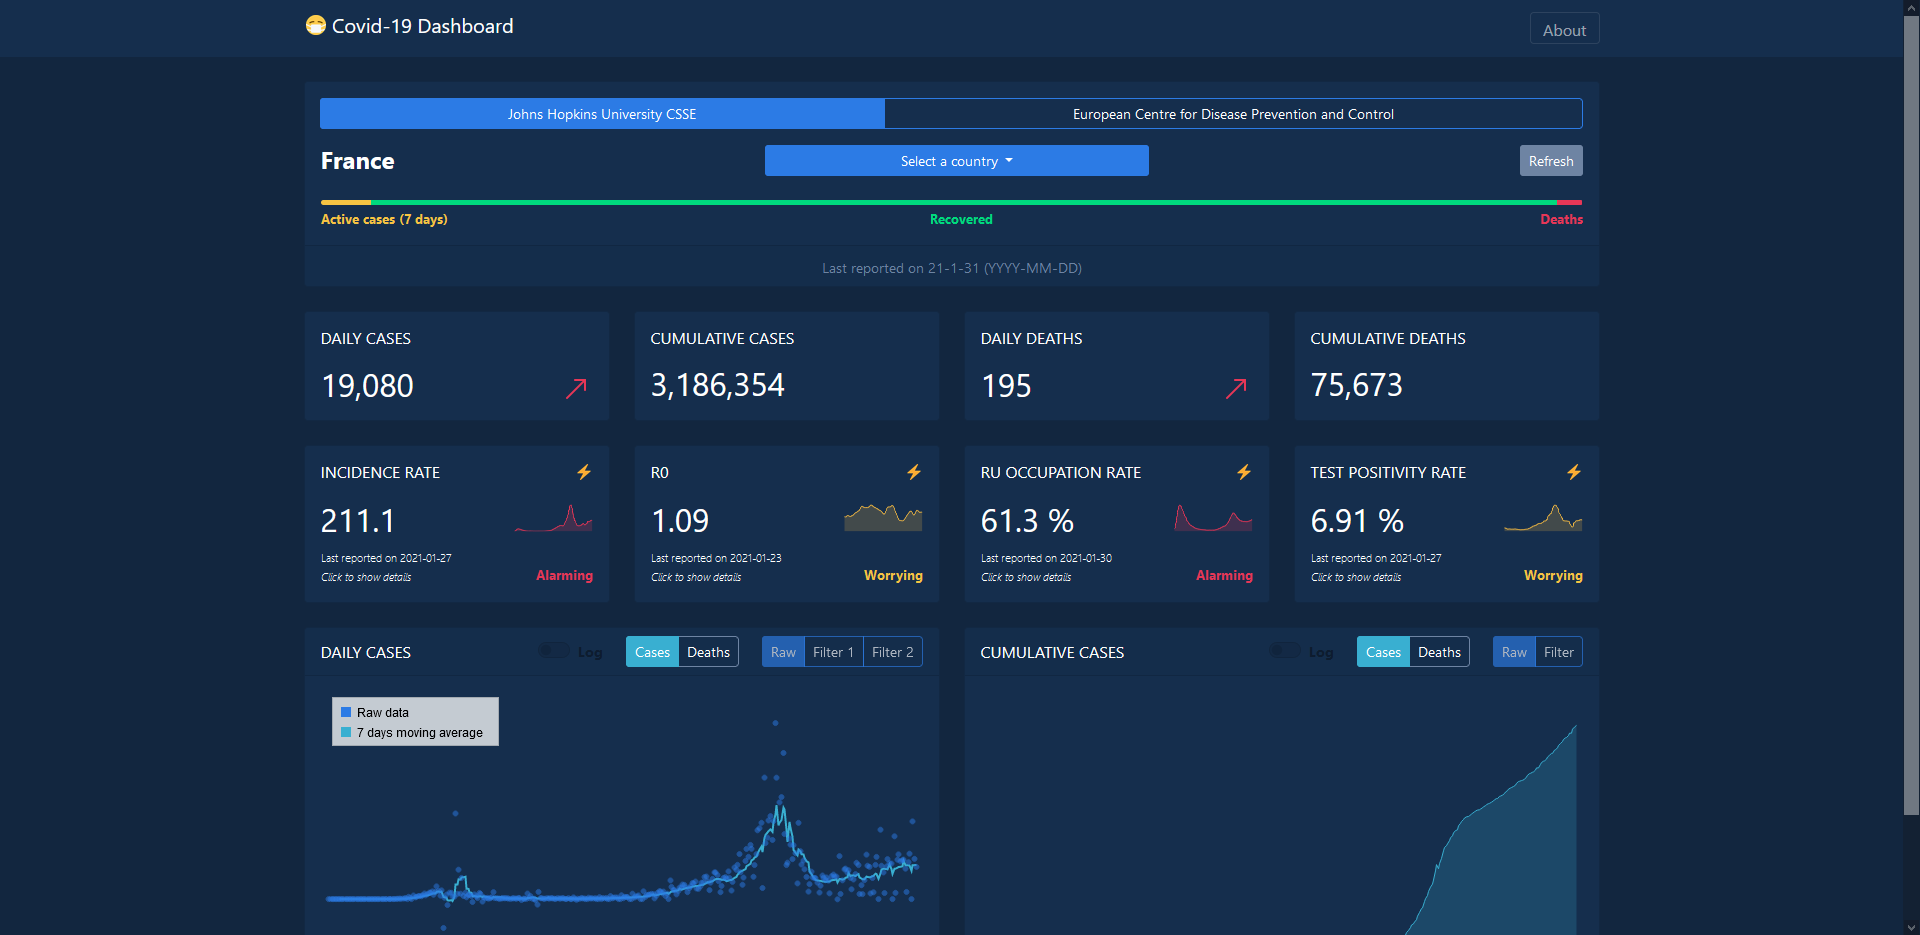 Covid-19 Dashboard
About
Johns Hopkins University CSSE
European Centre for Disease Prevention and Control
France
Select a country
Refresh
Active cases (7 days)
Recovered
Deaths
Last reported on 21-1-31 (YYYY-MM-DD)
DAILY CASES
19,080
CUMULATIVE CASES
3,186,354
DAILY DEATHS
195
CUMULATIVE DEATHS
75,673
INCIDENCE RATE
211.1
Last reported on 2021-01-27
Click to show details
Alarming
R0
1.09
Last reported on 2021-01-23
Click to show details
Worrying
RU OCCUPATION RATE
61.3 %
Last reported on 2021-01-30
Click to show details
Alarming
TEST POSITIVITY RATE
6.91 %
Last reported on 2021-01-27
Click to show details
Worrying
DAILY CASES
Log
Cases
Deaths
Raw
Filter 1
Filter 2
Raw data
7 days moving average
CUMULATIVE CASES
Log
Cases
Deaths
Raw
Filter